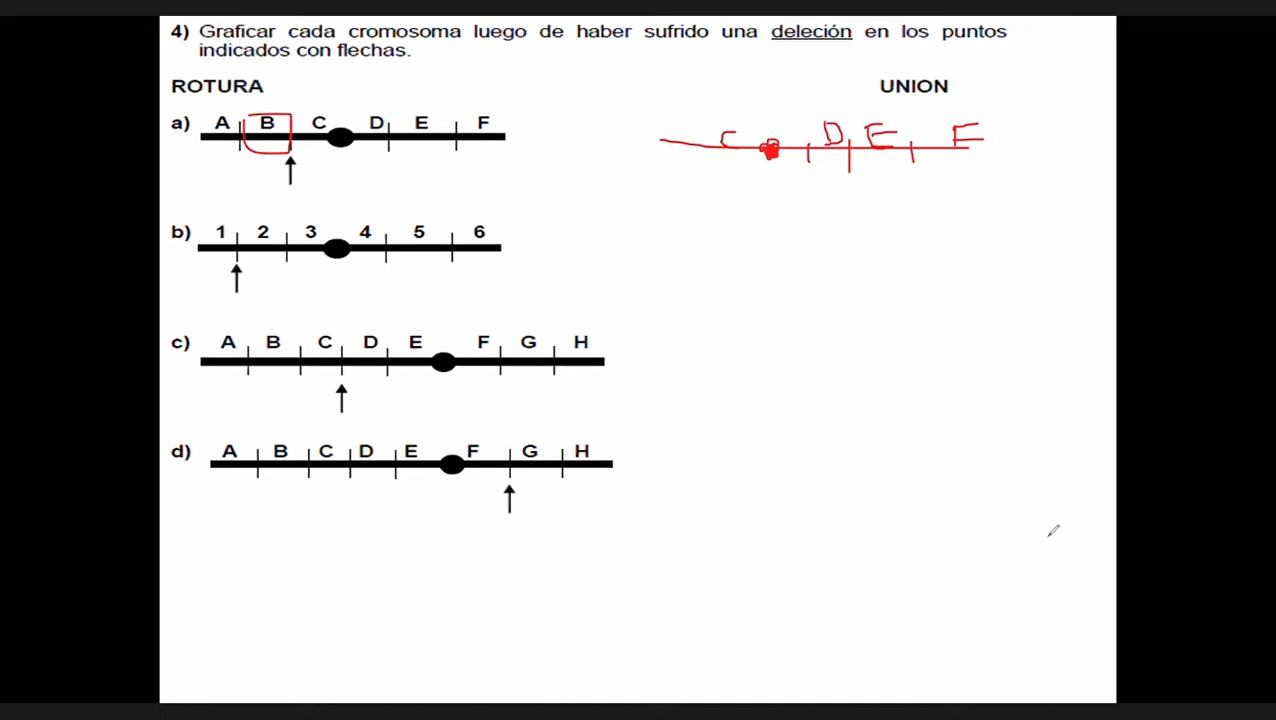 4) Graficar cada cromosoma luego de haber sufrido una deleción en los puntos
indicados con flechas.
ROTURA UNION
a) A B C D E F
C D E F
b) 1 2 3 4 5 6
c) A B C D E F G H
d) A B C D E F G H